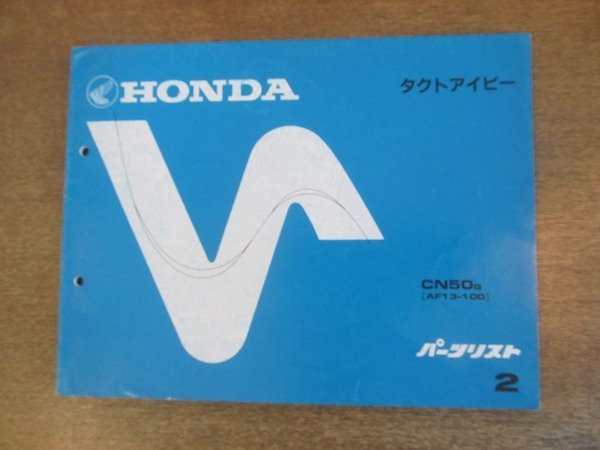 HONDA
タクトアイビー
CN50G
(AF13-100)
パーツリスト
2